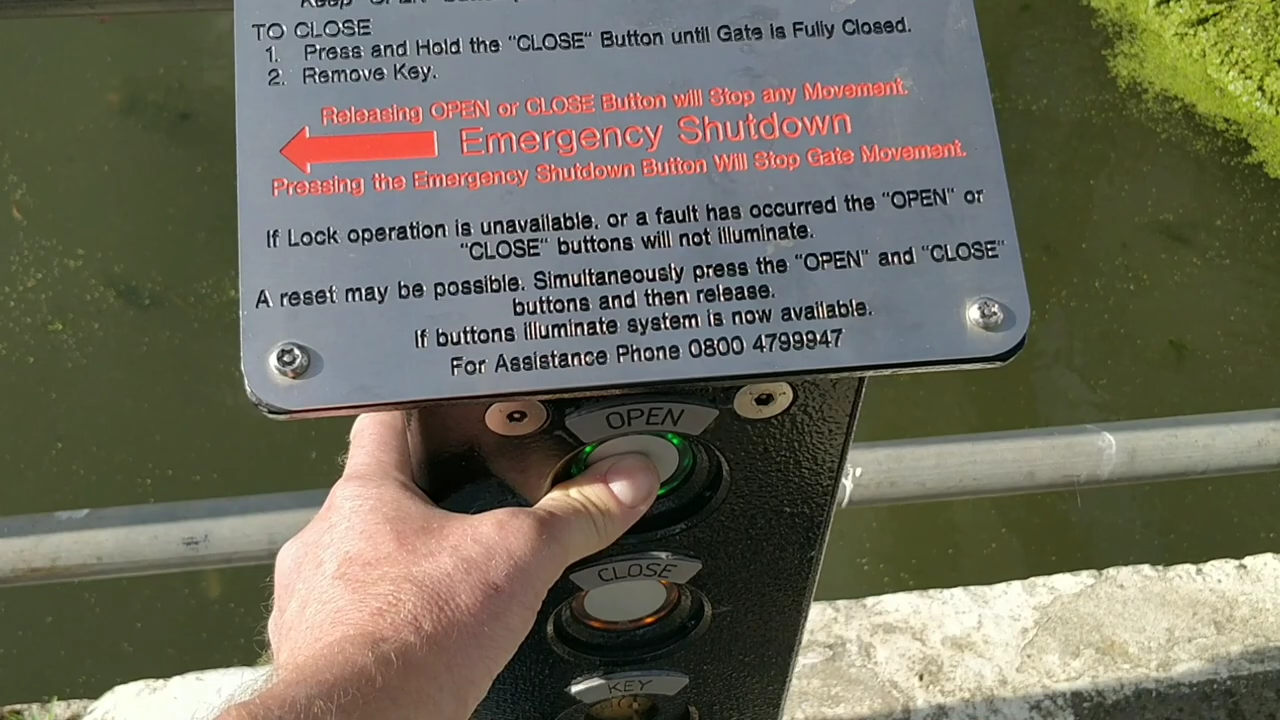 Keep "OPEN"
TO CLOSE
1. Press and Hold the "CLOSE" Button until Gate is Fully Closed.
2. Remove Key.
Releasing OPEN or CLOSE Button will Stop any Movement.
Emergency Shutdown
Pressing the Emergency Shutdown Button Will Stop Gate Movement.
If Lock operation is unavailable, or a fault has occurred the "OPEN" or
"CLOSE" buttons will not illuminate.
A reset may be possible. Simultaneously press the "OPEN" and "CLOSE"
buttons and then release.
If buttons illuminate system is now available.
For Assistance Phone 0800 4799947
OPEN
CLOSE
KEY